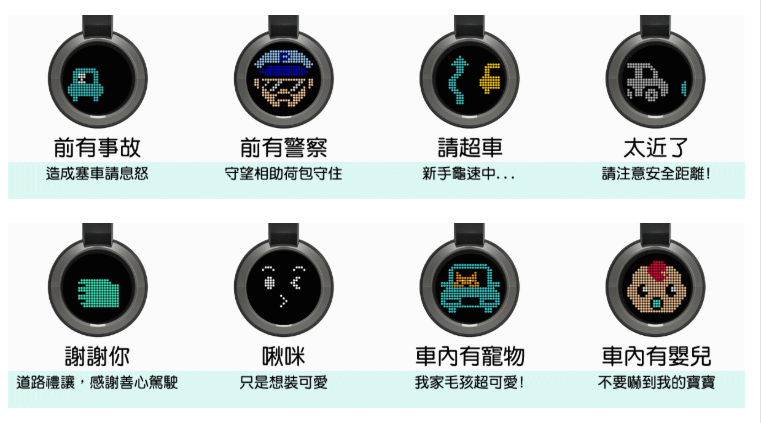 前有事故
前有警察
請超車
太近了
造成塞車請息怒
守望相助荷包守住
新手龜速中...
請注意安全距離!
謝謝你
啾咪
車內有寵物
車內有嬰兒
道路禮讓,感謝善心駕駛
只是想裝可愛
我家毛孩超可愛!
不要嚇到我的寶寶